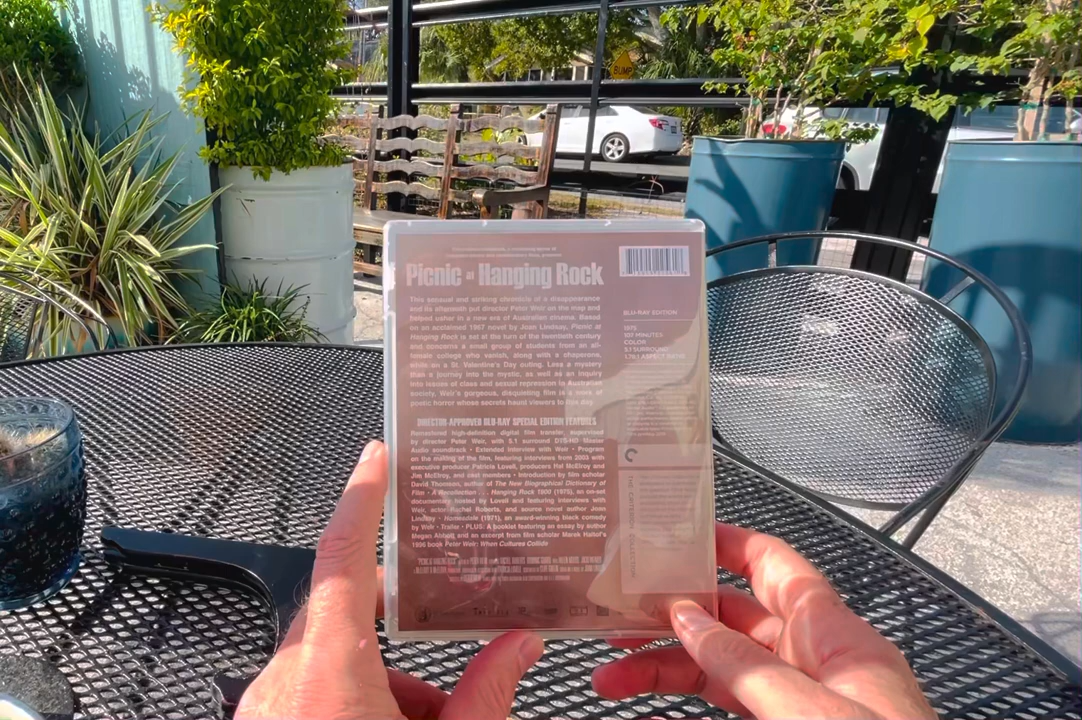 BUMP
Picnic at Hanging Rock
This sensual and striking chronicle of a disappearance
and its aftermath put director Peter Weir on the map and
helped usher in a new era of Australian cinema. Based
on an acclaimed 1967 novel by Joan Lindsay, Picnic at
Hanging Rock is set at the turn of the twentieth century
and concerns a small group of students from an all-
female college who vanish, along with a chaperone,
while on a St. Valentine's Day outing. Less a mystery
than a journey into the mystic, as well as an inquiry
into issues of class and sexual repression in Australian
society, Weir's gorgeous, disquieting film is a work of
poetic horror whose secrets haunt viewers to this day.
DIRECTOR-APPROVED BLU-RAY SPECIAL EDITION FEATURES
Remastered high-definition digital film transfer, supervised
by director Peter Weir, with 5.1 surround DTS-HD Master
Audio soundtrack • Extended interview with Weir • Program
on the making of the film, featuring interviews from 2003 with
executive producer Patricia Lovell, producers Hal McElroy and
Jim McElroy, and cast members • Introduction by film scholar
David Thomson, author of The New Biographical Dictionary of
Film • A Recollection . . . Hanging Rock 1900 (1975), an on-set
documentary hosted by Lovell and featuring interviews with
Weir, actor Rachel Roberts, and source novel author Joan
Lindsay • Homesdale (1971), an award-winning black comedy
by Weir • Trailer • PLUS: A booklet featuring an essay by author
Megan Abbott and an excerpt from film scholar Marek Haltof's
1996 book Peter Weir: When Cultures Collide
BLU-RAY EDITION
1975
107 MINUTES
COLOR
5.1 SURROUND
1.78:1 ASPECT RATIO
THE CRITERION COLLECTION